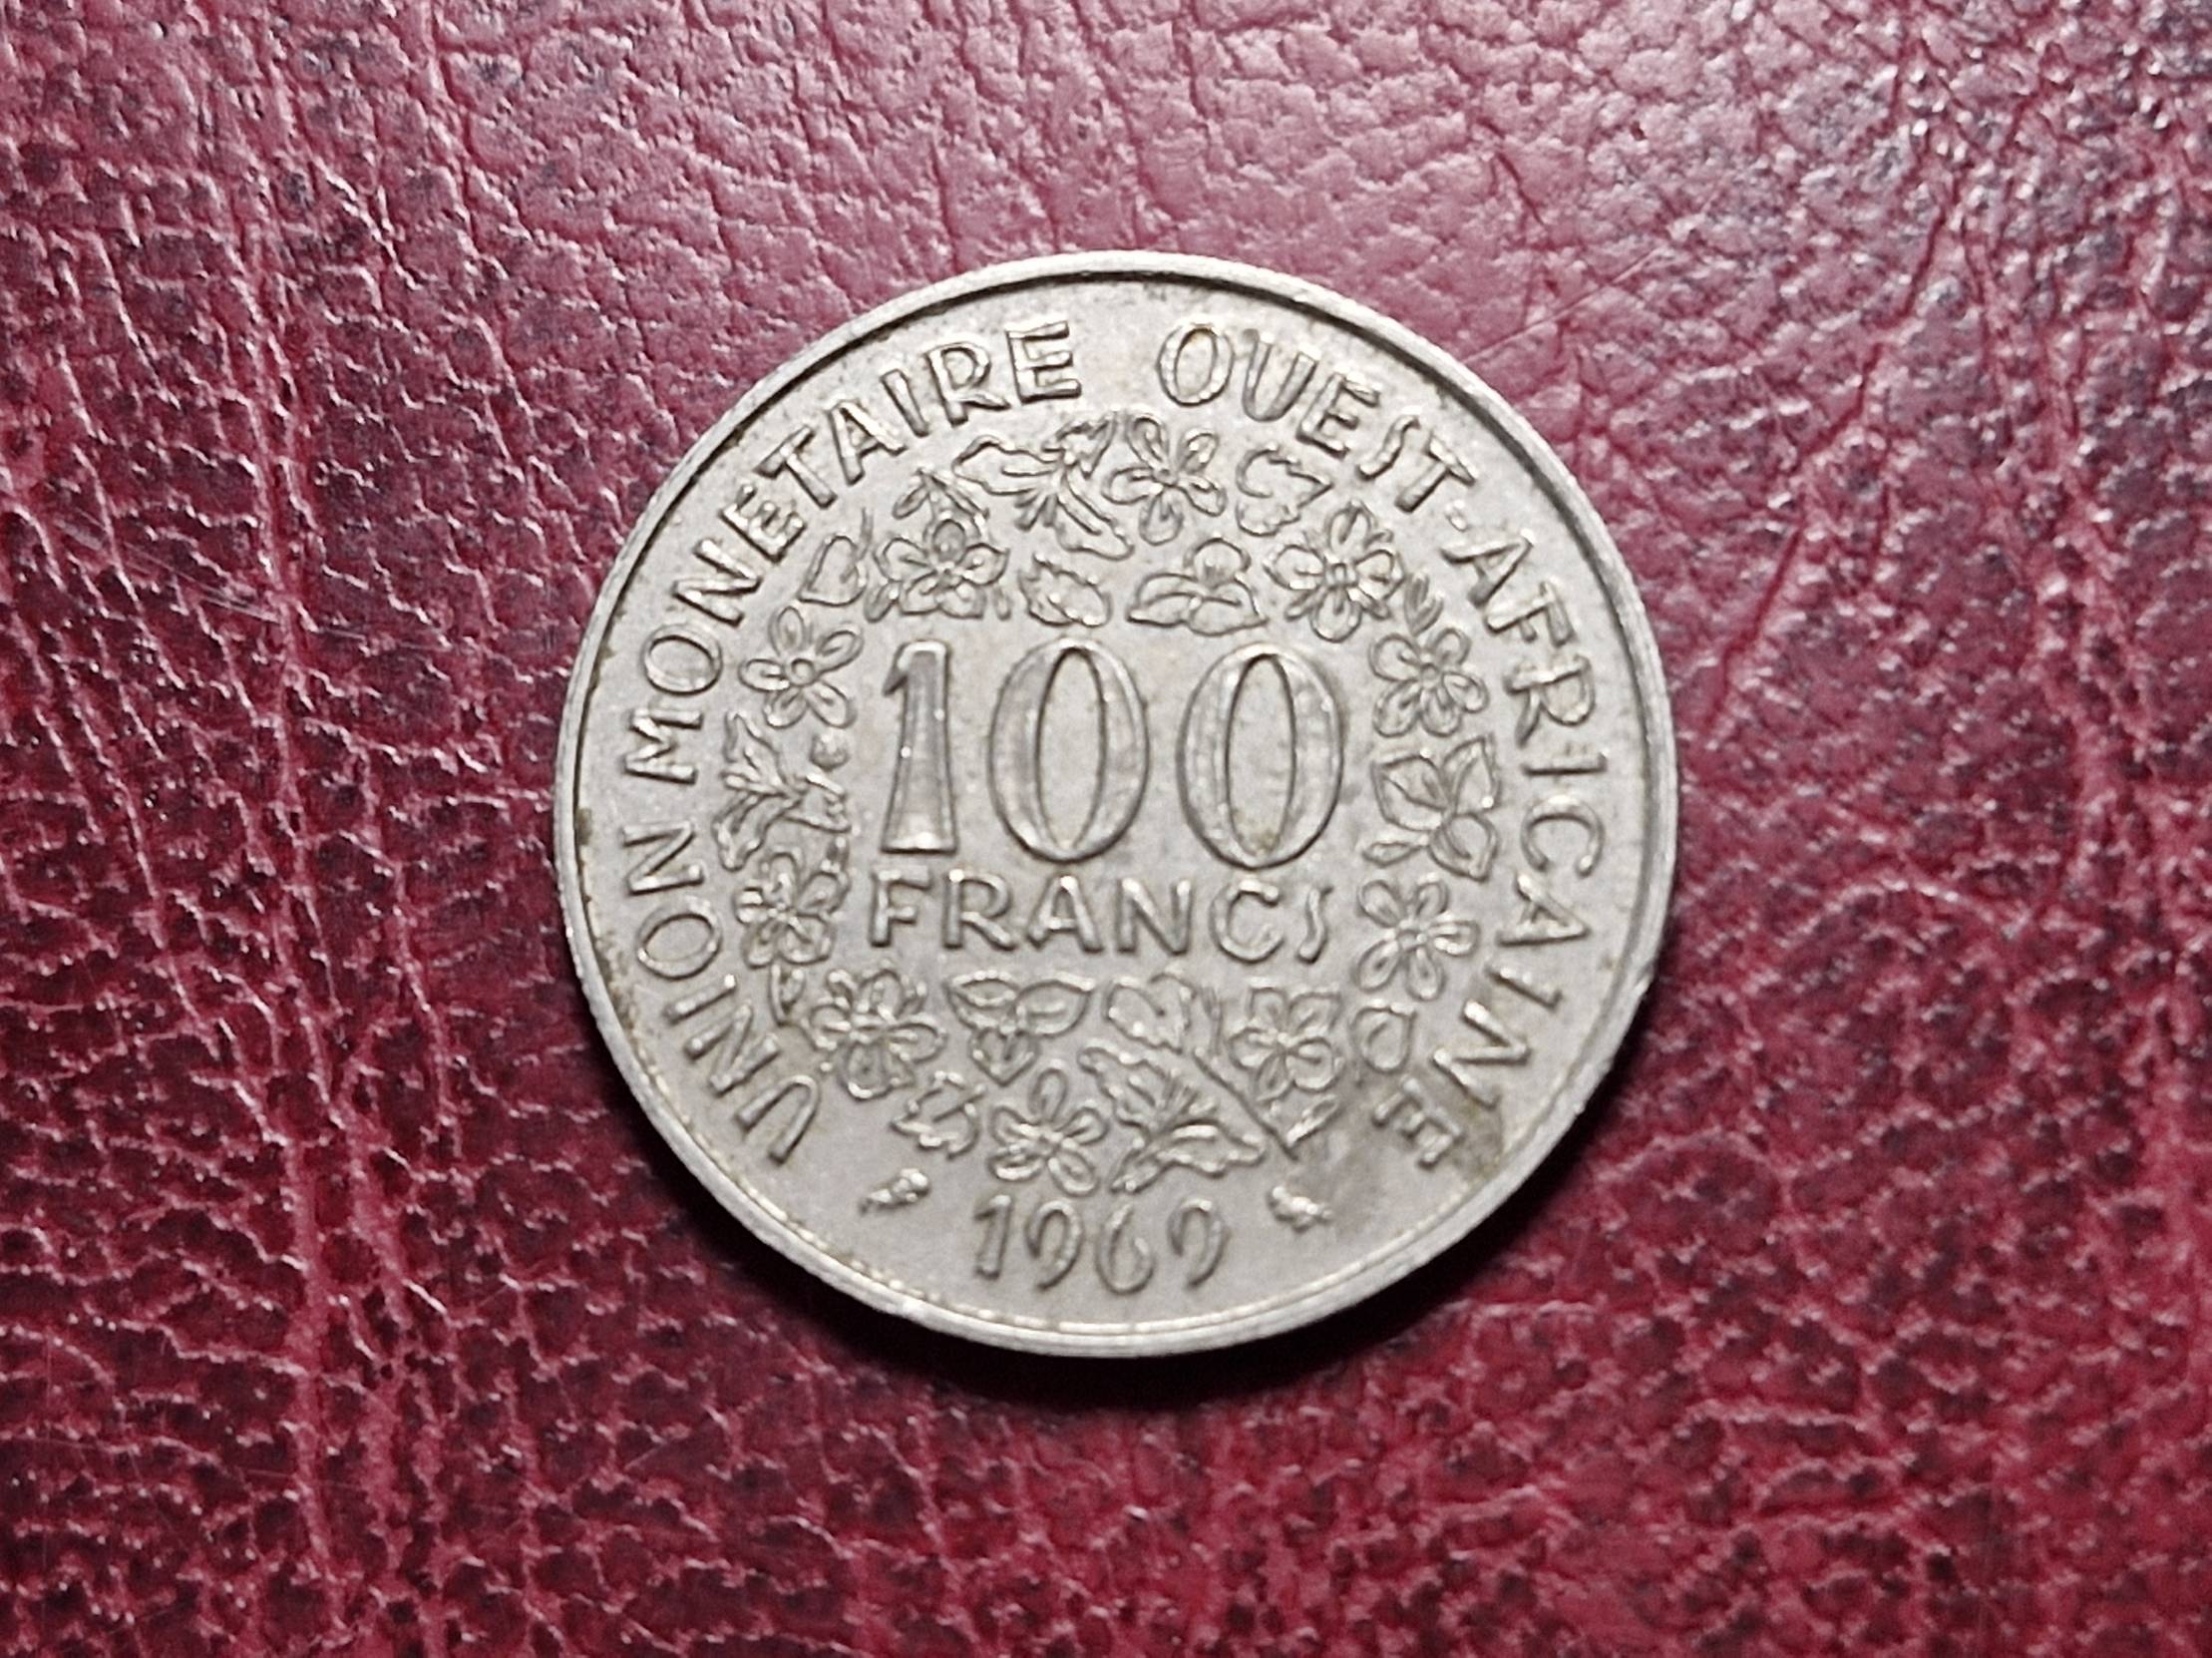 UNION MONETAIRE OUEST-AFRICAINE
100
FRANCS
1969